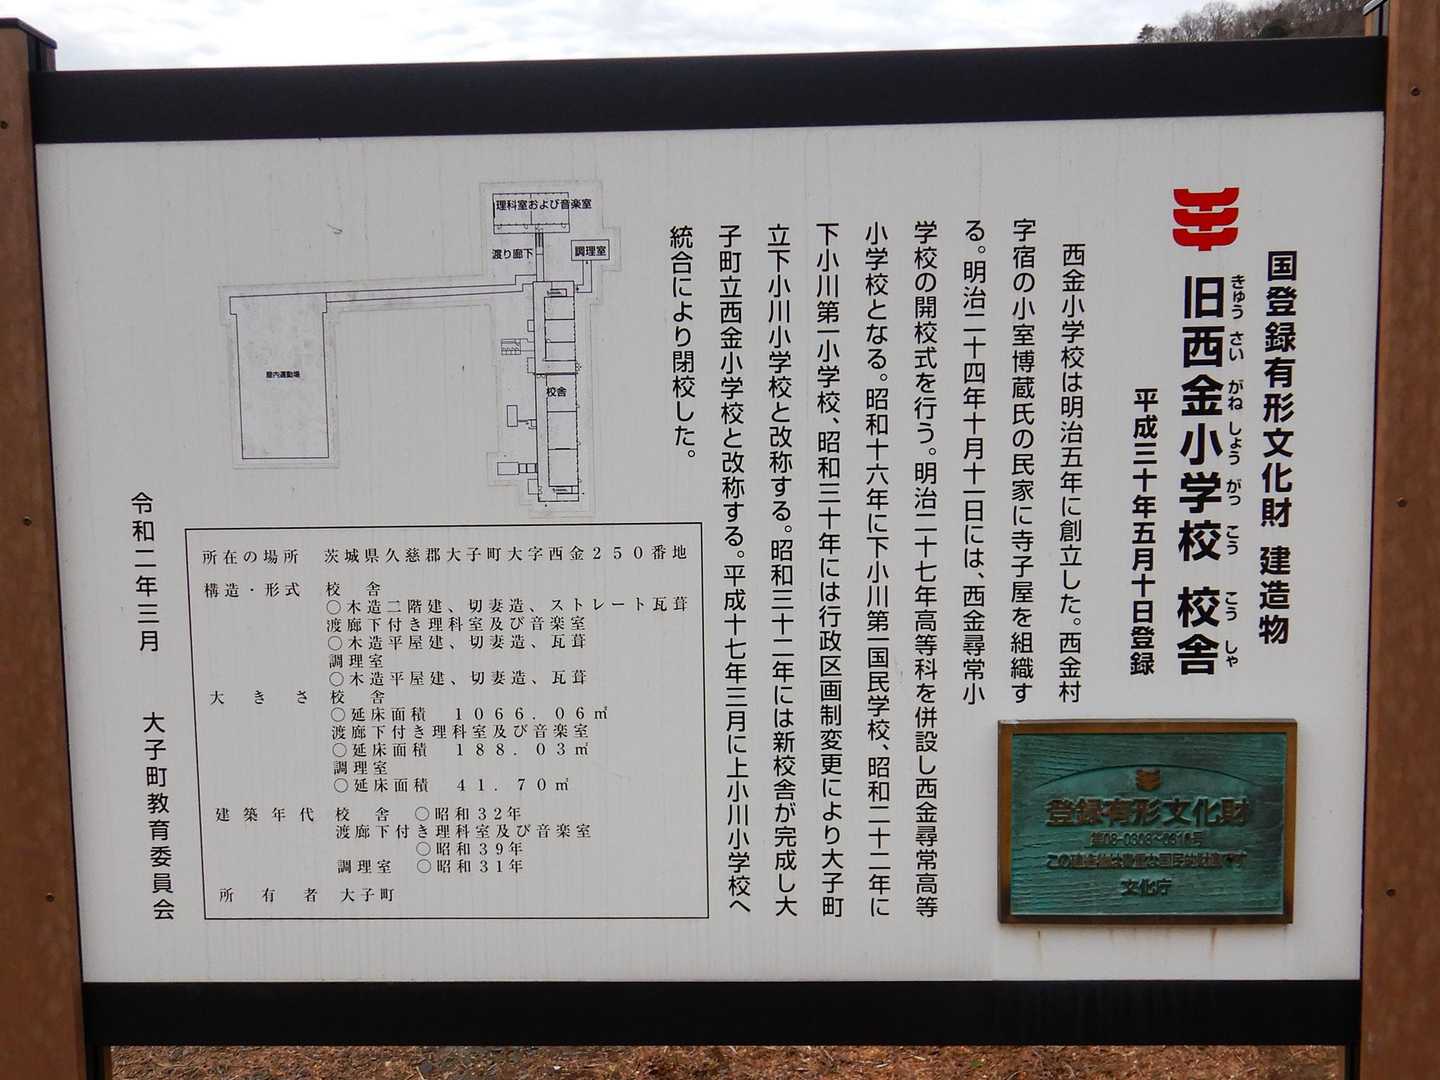 国登録有形文化財 建造物
きゅう さい がね しょう がっ こう こう しゃ
旧西金小学校 校舎
平成三十年五月十日登録
西金小学校は明治五年に創立した。西金村
字宿の小室博蔵氏の民家に寺子屋を組織す
る。明治二十四年十月十一日には、西金尋常小
学校の開校式を行う。明治二十七年高等科を併設し西金尋常高等
小学校となる。昭和十六年に下小川第一国民学校、昭和二十二年に
下小川第一小学校、昭和三十年には行政区画制変更により大子町
立下小川小学校と改称する。昭和三十二年には新校舎が完成し大
子町立西金小学校と改称する。平成十七年三月に上小川小学校へ
統合により閉校した。
理科室および音楽室
渡り廊下
調理室
屋内運動場
校舎
所在の場所 茨城県久慈郡大子町大字西金250番地
構造・形式 校舎
○木造二階建、切妻造、ストレート瓦葺
渡廊下付き理科室及び音楽室
○木造平屋建、切妻造、瓦葺
調理室
○木造平屋建、切妻造、瓦葺
大きさ 校舎
○延床面積 1066.06㎡
渡廊下付き理科室及び音楽室
○延床面積 188.03㎡
調理室
○延床面積 41.70㎡
建築年代 校舎 ○昭和32年
渡廊下付き理科室及び音楽室
○昭和39年
調理室 ○昭和31年
所有者 大子町
令和二年三月 大子町教育委員会
登録有形文化財
この建造物は貴重な国民的財産です
文化庁